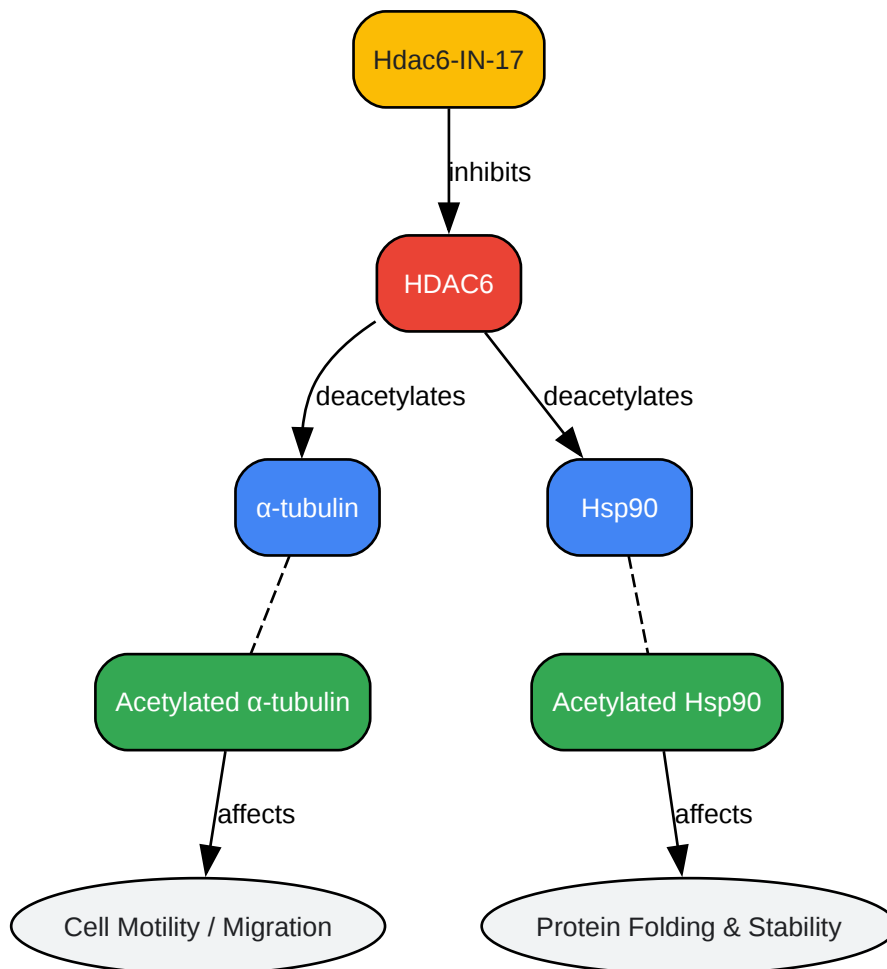 Hdac6-IN-17
inhibits
HDAC6
deacetylates
deacetylates
α-tubulin
Hsp90
Acetylated α-tubulin
Acetylated Hsp90
affects
affects
Cell Motility / Migration
Protein Folding & Stability